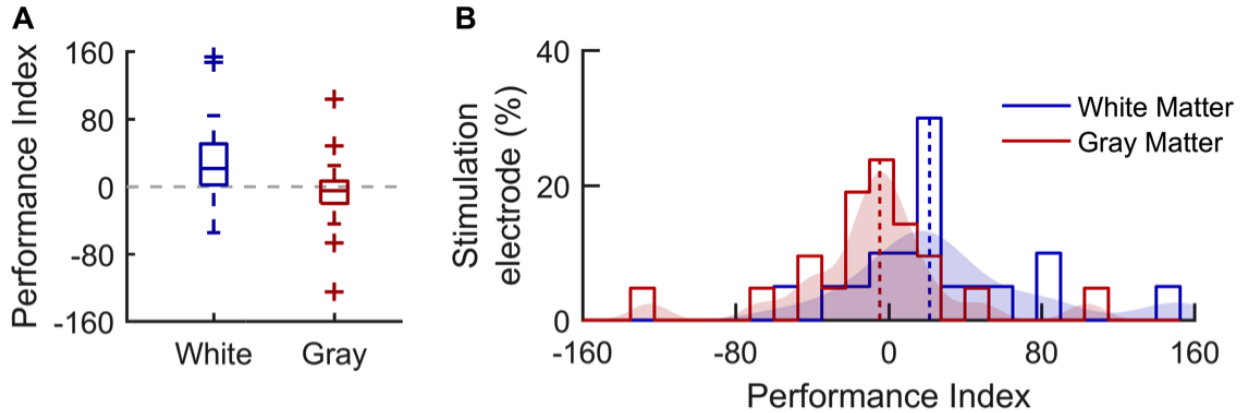 A
Performance Index
160
80
0
-80
-160
White
Gray
B
Stimulation
electrode (%)
40
20
0
-160
-80
0
80
160
Performance Index
White Matter
Gray Matter